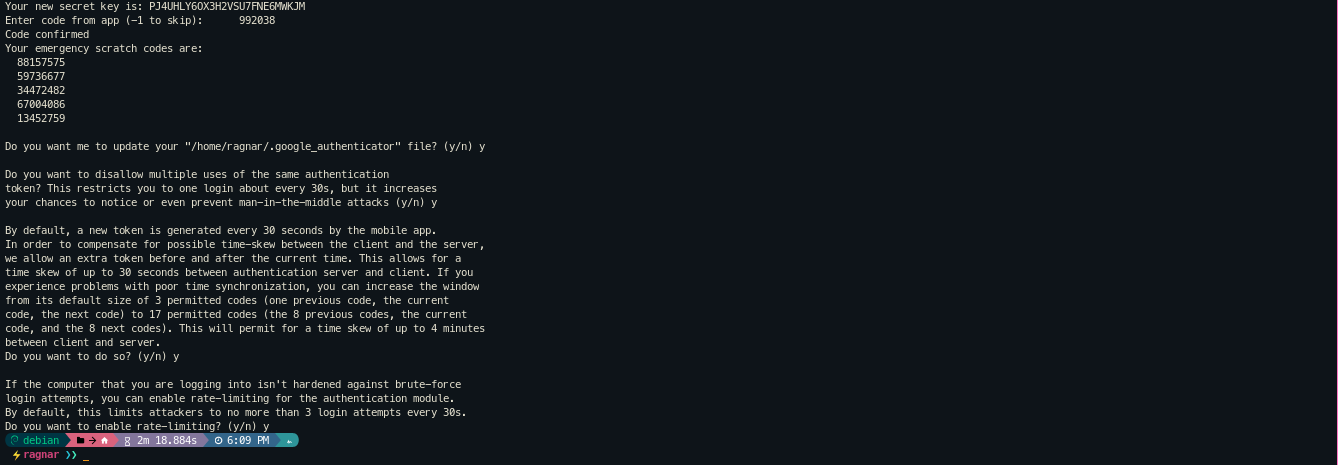 Your new secret key is: PJ4UHLY6OX3H2VSU7FNE6MWKJM
Enter code from app (-1 to skip):      992038
Code confirmed
Your emergency scratch codes are:
  88157575
  59736677
  34472482
  67004086
  13452759

Do you want me to update your "/home/ragnar/.google_authenticator" file? (y/n) y

Do you want to disallow multiple uses of the same authentication
token? This restricts you to one login about every 30s, but it increases
your chances to notice or even prevent man-in-the-middle attacks (y/n) y

By default, a new token is generated every 30 seconds by the mobile app.
In order to compensate for possible time-skew between the client and the server,
we allow an extra token before and after the current time. This allows for a
time skew of up to 30 seconds between authentication server and client. If you
experience problems with poor time synchronization, you can increase the window
from its default size of 3 permitted codes (one previous code, the current
code, the next code) to 17 permitted codes (the 8 previous codes, the current
code, and the 8 next codes). This will permit for a time skew of up to 4 minutes
between client and server.
Do you want to do so? (y/n) y

If the computer that you are logging into isn't hardened against brute-force
login attempts, you can enable rate-limiting for the authentication module.
By default, this limits attackers to no more than 3 login attempts every 30s.
Do you want to enable rate-limiting? (y/n) y
debian → 2m 18.884s 6:09 PM ←
⚡ragnar ❯❯ _